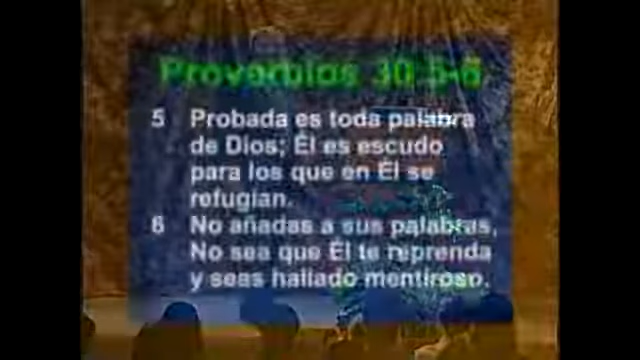 Proverbios 30:5-6
5 Probada es toda palabra
de Dios; Él es escudo
para los que en Él se
refugian.
6 No añadas a sus palabras,
No sea que Él te reprenda
y seas hallado mentiroso.